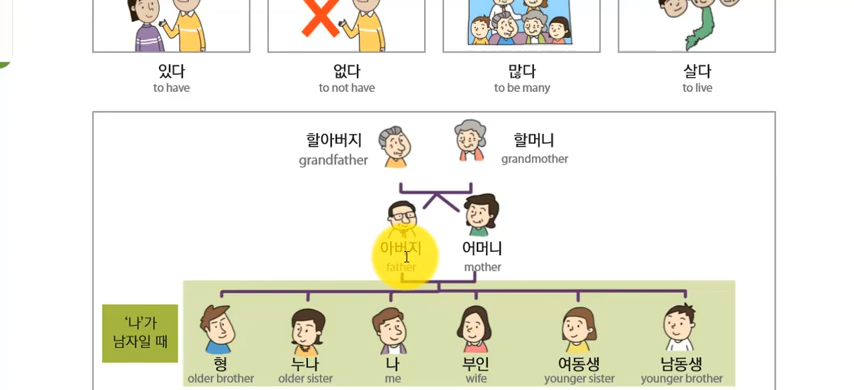 있다
to have
없다
to not have
많다
to be many
살다
to live
할아버지
grandfather
할머니
grandmother
아버지
father
어머니
mother
'나'가
남자일 때
형
older brother
누나
older sister
나
me
부인
wife
여동생
younger sister
남동생
younger brother